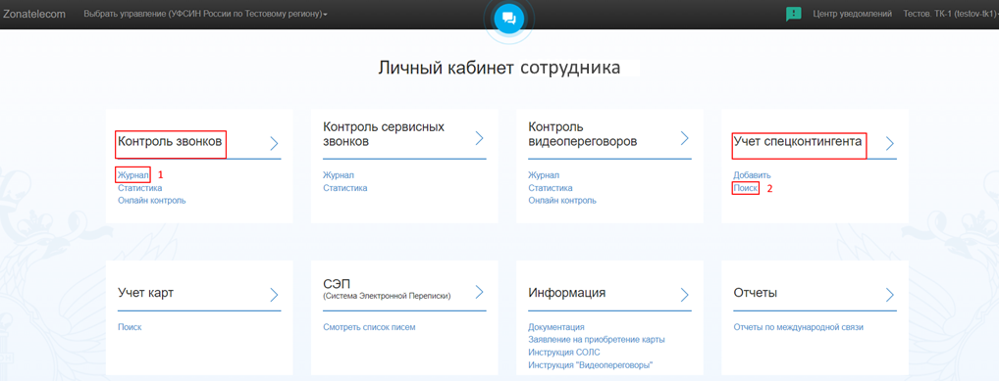 Zonatelecom Выбрать управление (УФСИН России по Тестовому региону) Центр уведомлений Тестов. ТК-1 (testov-tk1)
Личный кабинет сотрудника
Контроль звонков
Журнал 1
Статистика
Онлайн контроль
Контроль сервисных
звонков
Журнал
Статистика
Контроль
видеопереговоров
Журнал
Статистика
Онлайн контроль
Учет спецконтингента
Добавить
Поиск 2
Учет карт
Поиск
СЭП
(Система Электронной Переписки)
Смотреть список писем
Информация
Документация
Заявление на приобретение карты
Инструкция СОЛС
Инструкция "Видеопереговоры"
Отчеты
Отчеты по международной связи